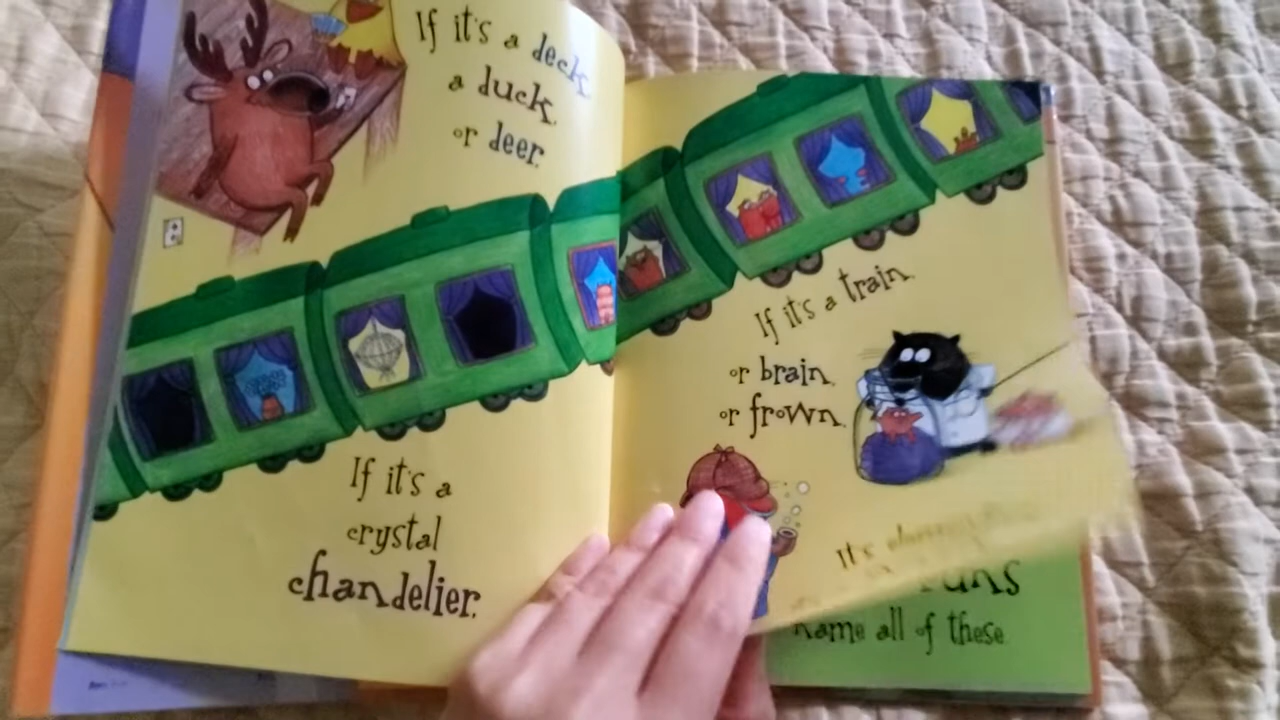 If it's a deck,
a duck,
or deer.
If it's a
crystal
chandelier.
If it's a train,
or brain,
or frown,
It's
name all of these